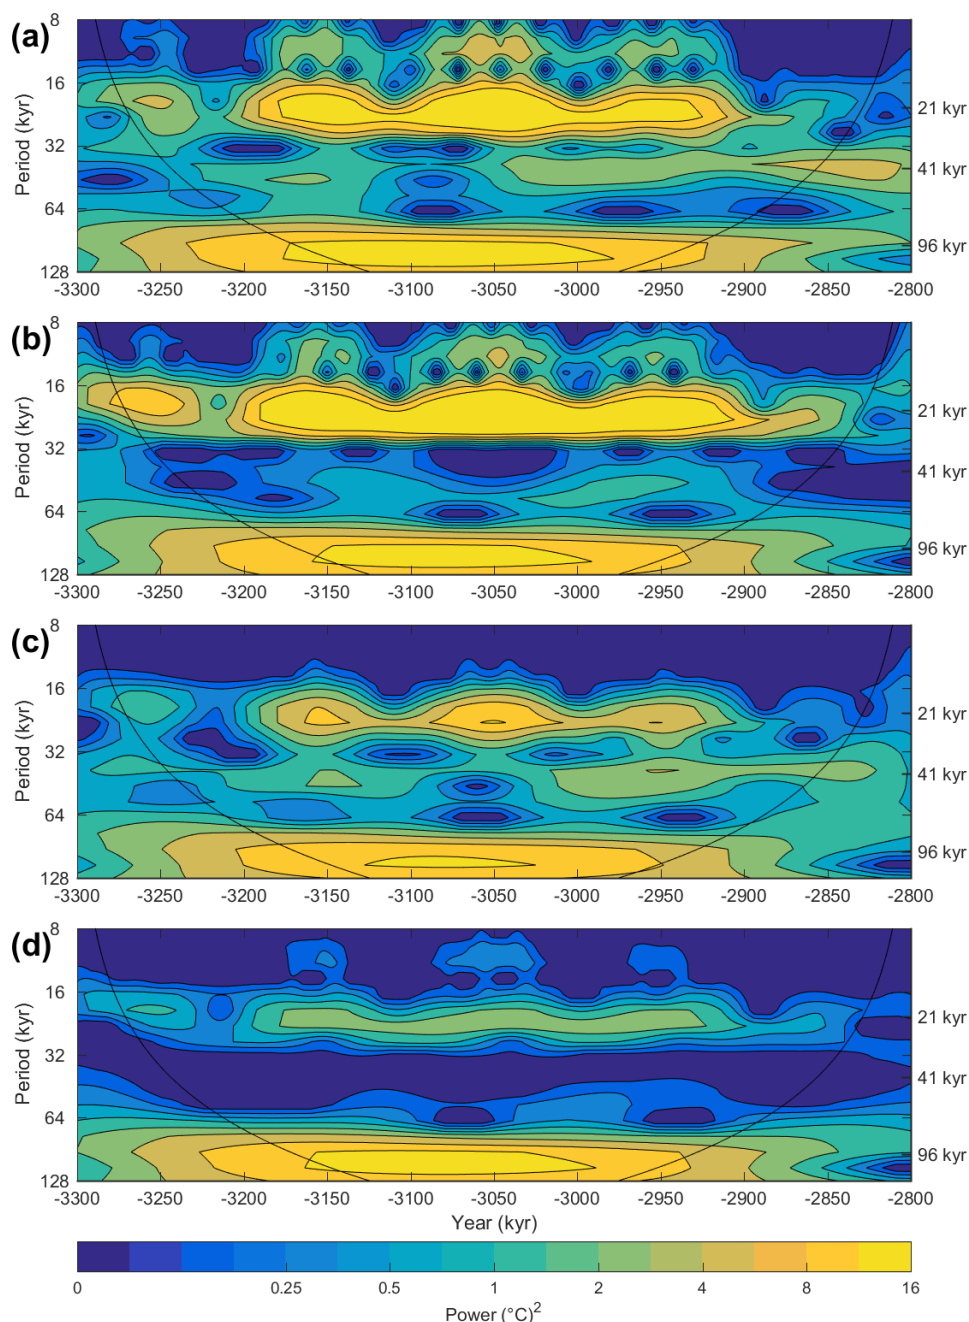 (a)
8
16
32
64
128
Period (kyr)
21 kyr
41 kyr
96 kyr
-3300 -3250 -3200 -3150 -3100 -3050 -3000 -2950 -2900 -2850 -2800
(b)
8
16
32
64
128
Period (kyr)
21 kyr
41 kyr
96 kyr
-3300 -3250 -3200 -3150 -3100 -3050 -3000 -2950 -2900 -2850 -2800
(c)
8
16
32
64
128
Period (kyr)
21 kyr
41 kyr
96 kyr
-3300 -3250 -3200 -3150 -3100 -3050 -3000 -2950 -2900 -2850 -2800
(d)
8
16
32
64
128
Period (kyr)
21 kyr
41 kyr
96 kyr
-3300 -3250 -3200 -3150 -3100 -3050 -3000 -2950 -2900 -2850 -2800
Year (kyr)
0 0.25 0.5 1 2 4 8 16
Power (°C)²